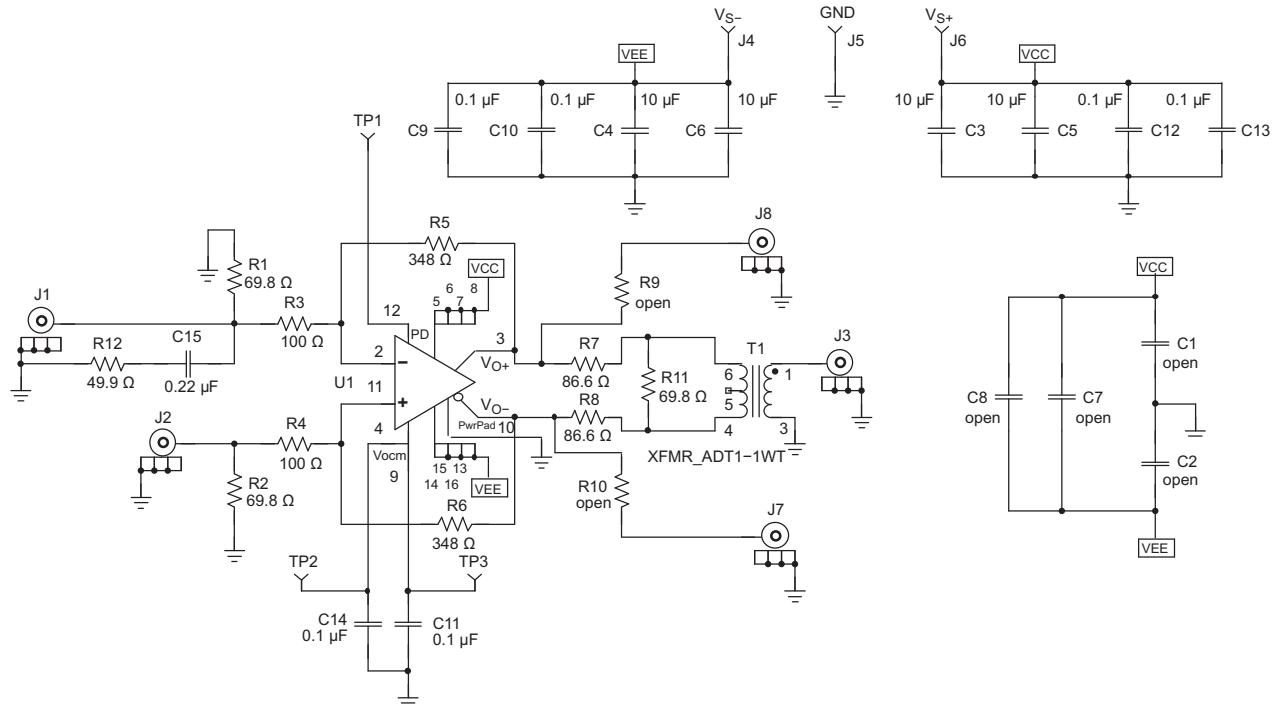 VS−
J4
GND
J5
VS+
J6
VEE
VCC
0.1 µF
0.1 µF
10 µF
10 µF
10 µF
10 µF
0.1 µF
0.1 µF
C9
C10
C4
C6
C3
C5
C12
C13
TP1
R5
348 Ω
VCC
J8
R1
69.8 Ω
6
8
5
7
R9
open
VCC
J1
R3
100 Ω
12
PD
3
VO+
R7
86.6 Ω
T1
J3
C15
0.22 µF
R12
49.9 Ω
2
−
U1
11
+
6
1
5
4
3
R11
69.8 Ω
C1
open
C8
open
C7
open
J2
R4
100 Ω
4
VO−
PwrPad
10
R8
86.6 Ω
XFMR_ADT1−1WT
Vocm
9
15
13
14
16
VEE
R2
69.8 Ω
R10
open
C2
open
R6
348 Ω
J7
VEE
TP2
TP3
C14
0.1 µF
C11
0.1 µF